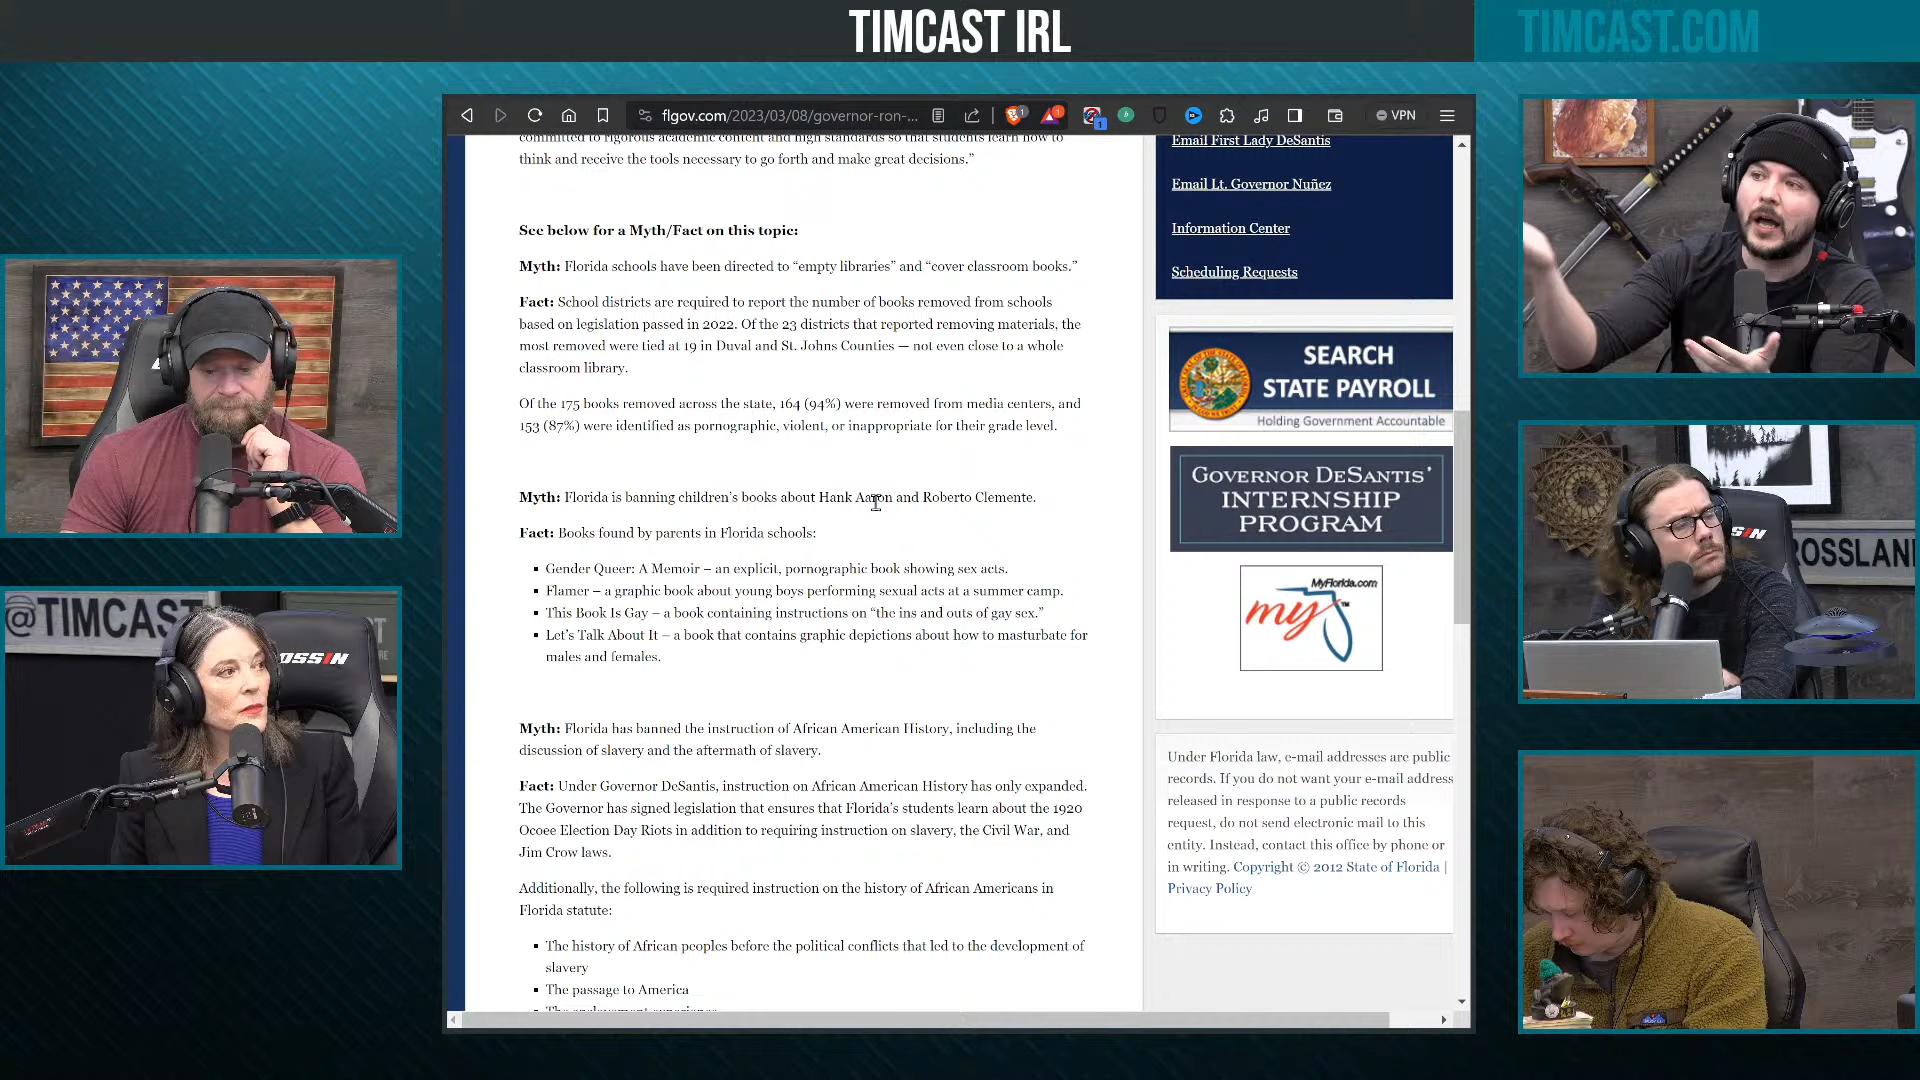 TIMCAST IRL
TIMCAST.COM
flgov.com/2023/03/08/governor-ron-...
VPN
committed to rigorous academic content and high standards so that students learn how to
think and receive the tools necessary to go forth and make great decisions.”
See below for a Myth/Fact on this topic:
Myth: Florida schools have been directed to “empty libraries” and “cover classroom books.”
Fact: School districts are required to report the number of books removed from schools
based on legislation passed in 2022. Of the 23 districts that reported removing materials, the
most removed were tied at 19 in Duval and St. Johns Counties — not even close to a whole
classroom library.
Of the 175 books removed across the state, 164 (94%) were removed from media centers, and
153 (87%) were identified as pornographic, violent, or inappropriate for their grade level.
Myth: Florida is banning children’s books about Hank Aaron and Roberto Clemente.
Fact: Books found by parents in Florida schools:
Gender Queer: A Memoir – an explicit, pornographic book showing sex acts.
Flamer – a graphic book about young boys performing sexual acts at a summer camp.
This Book Is Gay – a book containing instructions on “the ins and outs of gay sex.”
Let’s Talk About It – a book that contains graphic depictions about how to masturbate for
males and females.
Myth: Florida has banned the instruction of African American History, including the
discussion of slavery and the aftermath of slavery.
Fact: Under Governor DeSantis, instruction on African American History has only expanded.
The Governor has signed legislation that ensures that Florida’s students learn about the 1920
Ocoee Election Day Riots in addition to requiring instruction on slavery, the Civil War, and
Jim Crow laws.
Additionally, the following is required instruction on the history of African Americans in
Florida statute:
The history of African peoples before the political conflicts that led to the development of
slavery
The passage to America
Email First Lady DeSantis
Email Lt. Governor Nuñez
Information Center
Scheduling Requests
SEARCH
STATE PAYROLL
Holding Government Accountable
GOVERNOR DESANTIS’
INTERNSHIP
PROGRAM
MyFlorida.com
my
Under Florida law, e-mail addresses are public
records. If you do not want your e-mail address
released in response to a public records
request, do not send electronic mail to this
entity. Instead, contact this office by phone or
in writing. Copyright © 2012 State of Florida |
Privacy Policy
@TIMCAST
OSSIN
SIN
ROSSLAN